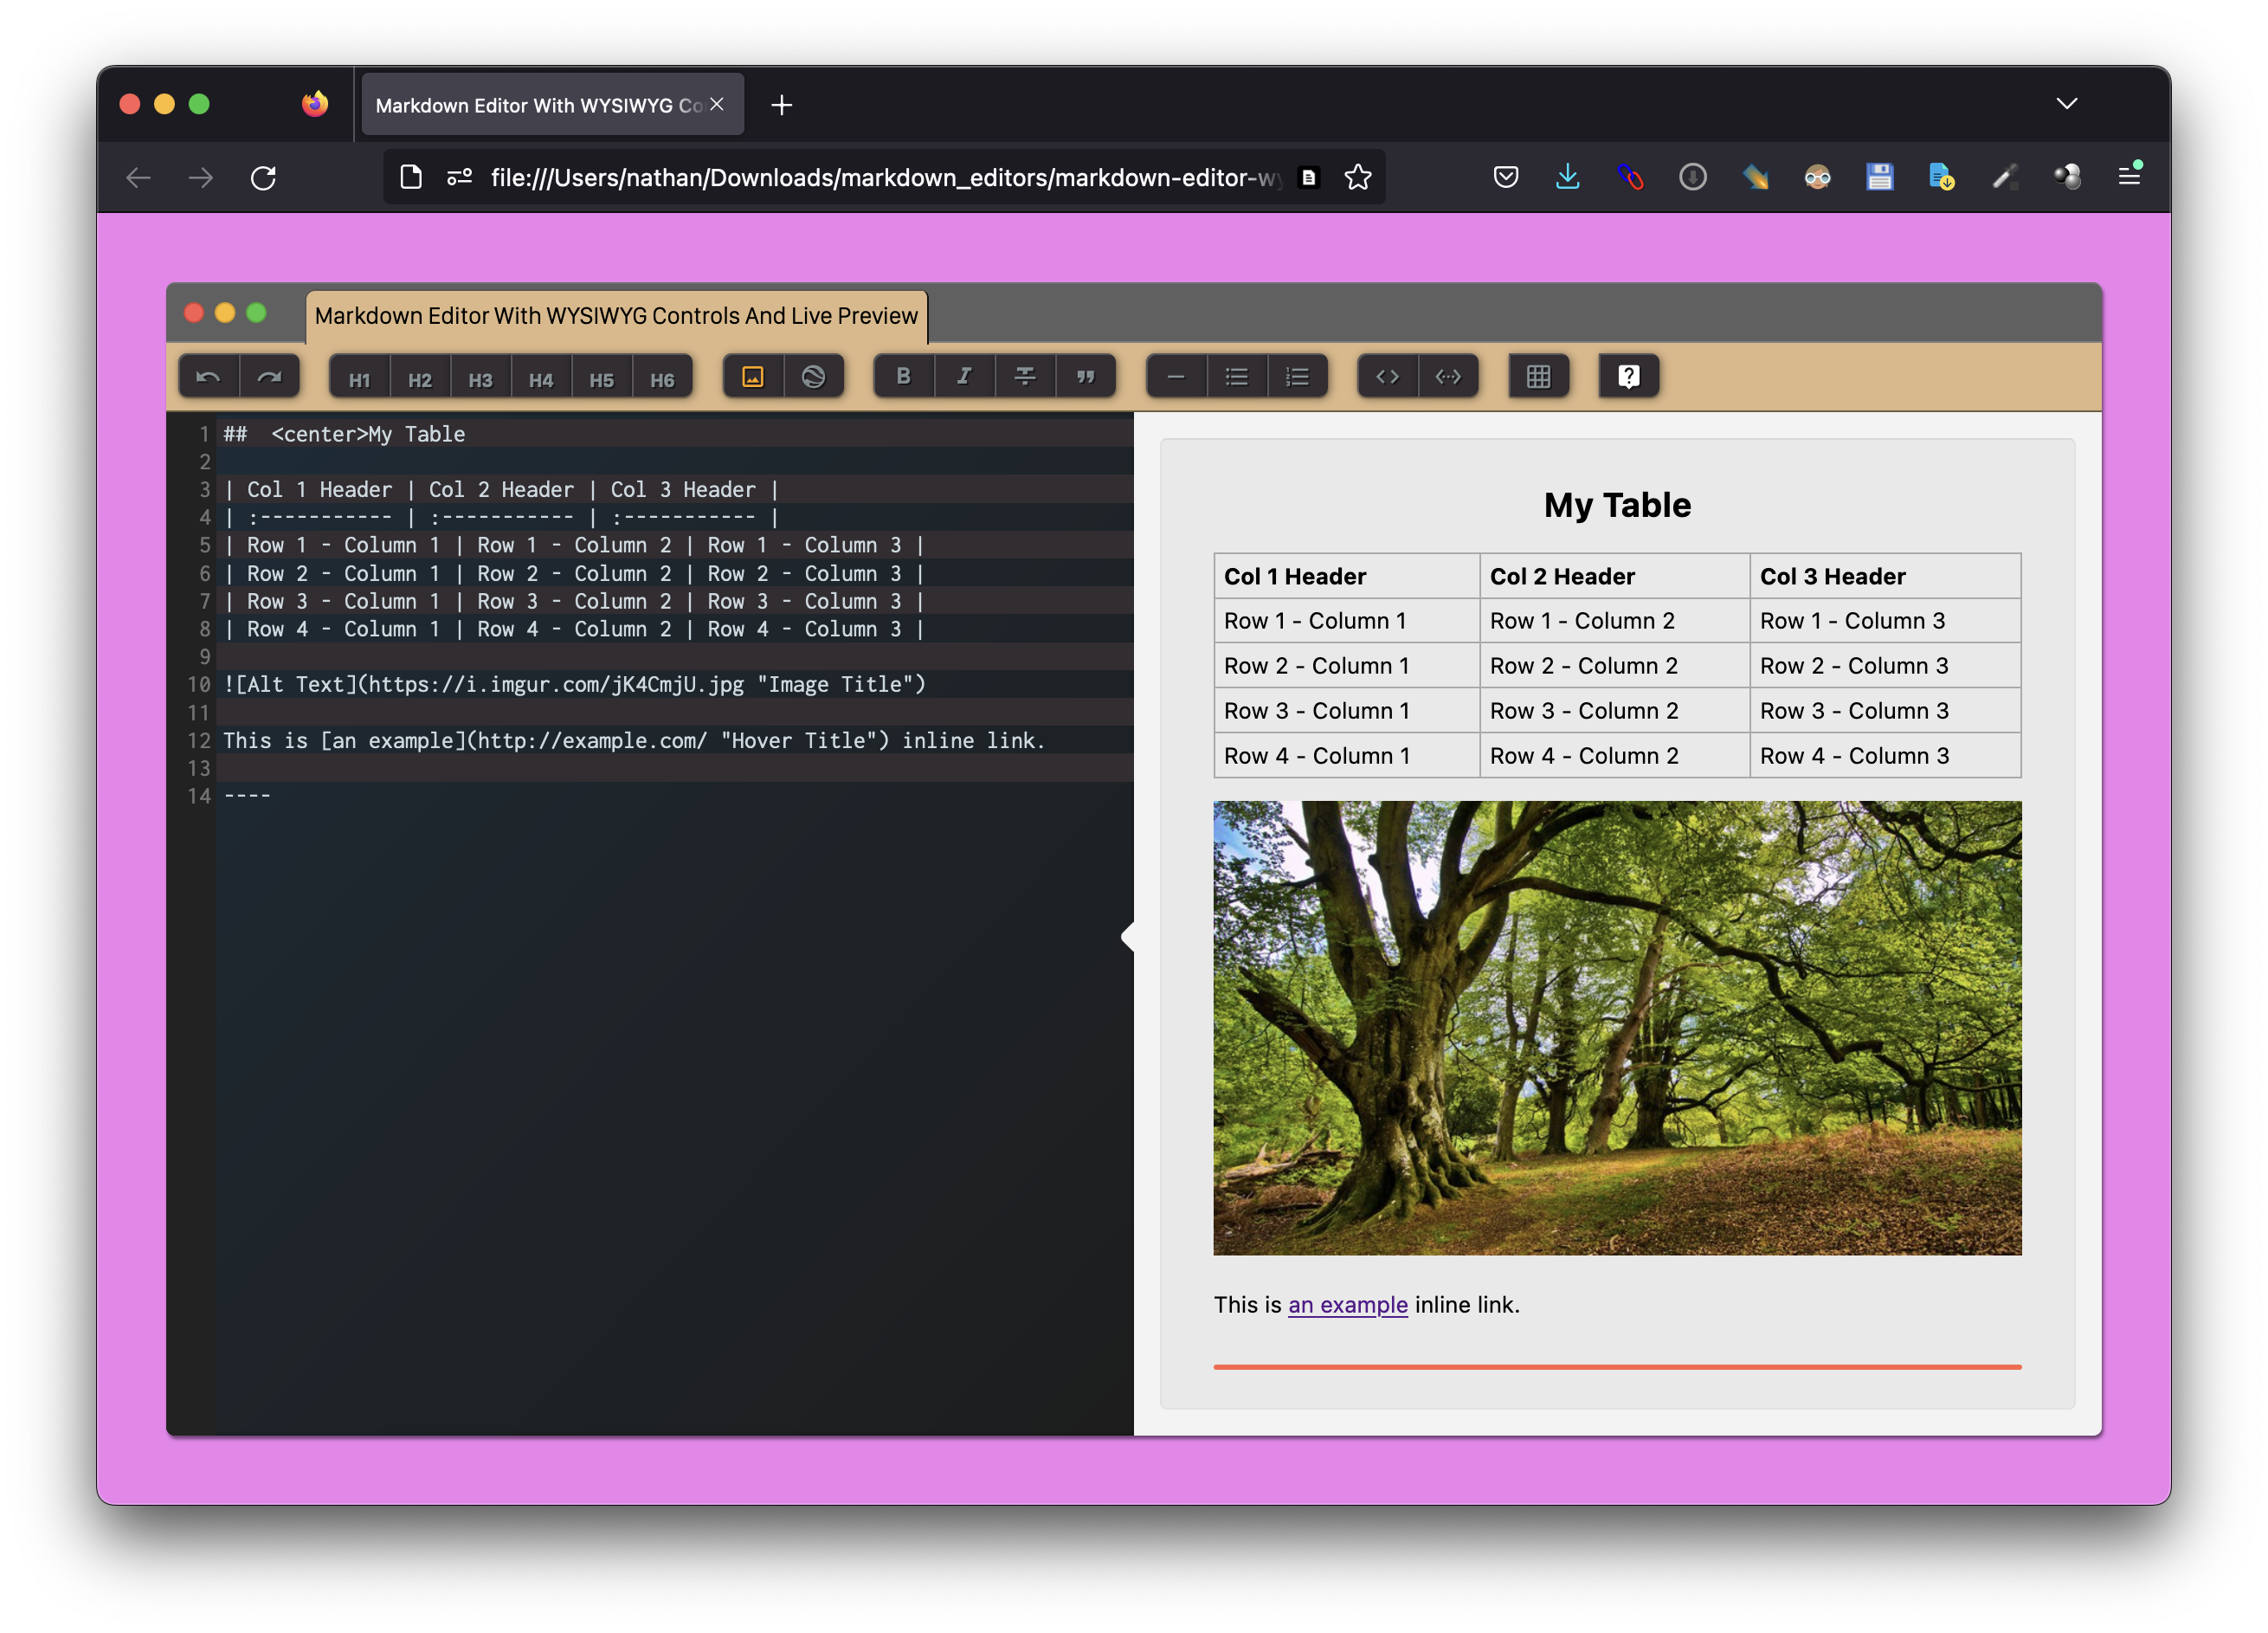 Markdown Editor With WYSIWYG Co
file:///Users/nathan/Downloads/markdown_editors/markdown-editor-w
Markdown Editor With WYSIWYG Controls And Live Preview
H1 H2 H3 H4 H5 H6 B I
1 ##  <center>My Table
2
3 | Col 1 Header | Col 2 Header | Col 3 Header |
4 | :----------- | :----------- | :----------- |
5 | Row 1 - Column 1 | Row 1 - Column 2 | Row 1 - Column 3 |
6 | Row 2 - Column 1 | Row 2 - Column 2 | Row 2 - Column 3 |
7 | Row 3 - Column 1 | Row 3 - Column 2 | Row 3 - Column 3 |
8 | Row 4 - Column 1 | Row 4 - Column 2 | Row 4 - Column 3 |
9
10 ![Alt Text](https://i.imgur.com/jK4CmjU.jpg "Image Title")
11
12 This is [an example](http://example.com/ "Hover Title") inline link.
13
14 ----
My Table
Col 1 Header Col 2 Header Col 3 Header
Row 1 - Column 1 Row 1 - Column 2 Row 1 - Column 3
Row 2 - Column 1 Row 2 - Column 2 Row 2 - Column 3
Row 3 - Column 1 Row 3 - Column 2 Row 3 - Column 3
Row 4 - Column 1 Row 4 - Column 2 Row 4 - Column 3
This is an example inline link.